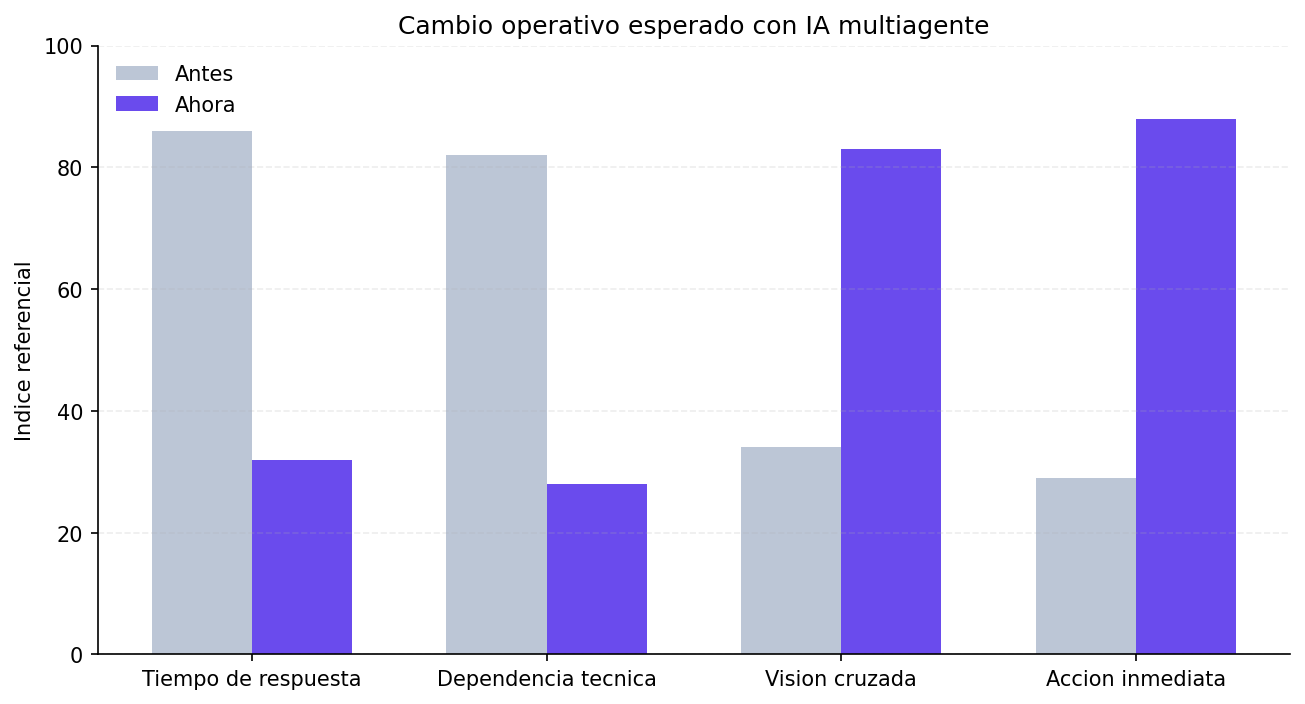 Cambio operativo esperado con IA multiagente
Antes
Ahora
Indice referencial
100
80
60
40
20
0
Tiempo de respuesta
Dependencia tecnica
Vision cruzada
Accion inmediata